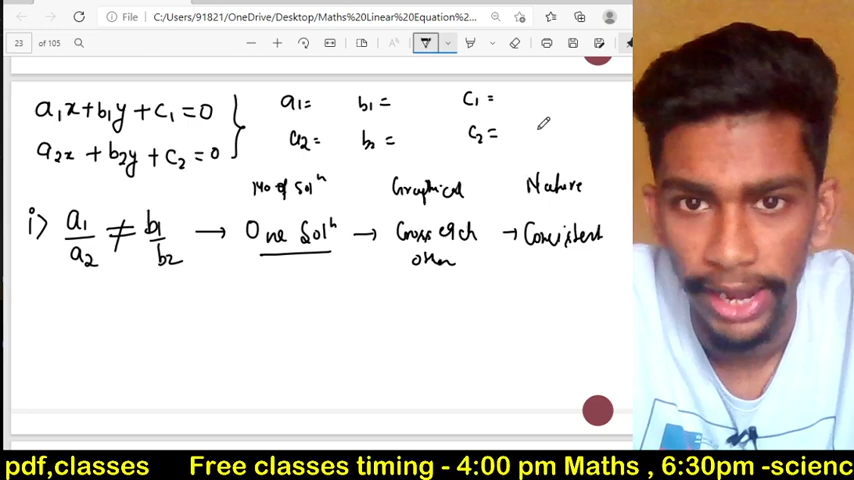 File | C:/Users/91821/OneDrive/Desktop/Maths%20Linear%20Equation%2...
23 of 105
a₁x+b₁y+c₁=0
a₂x+b₂y+c₂=0
a₁= b₁= c₁=
a₂= b₂= c₂=
No of Solⁿ Graphical Nature
i> a₁/a₂ ≠ b₁/b₂ → One Solⁿ → Cross each other → Consistent
pdf,classes Free classes timing - 4:00 pm Maths , 6:30pm -scienc